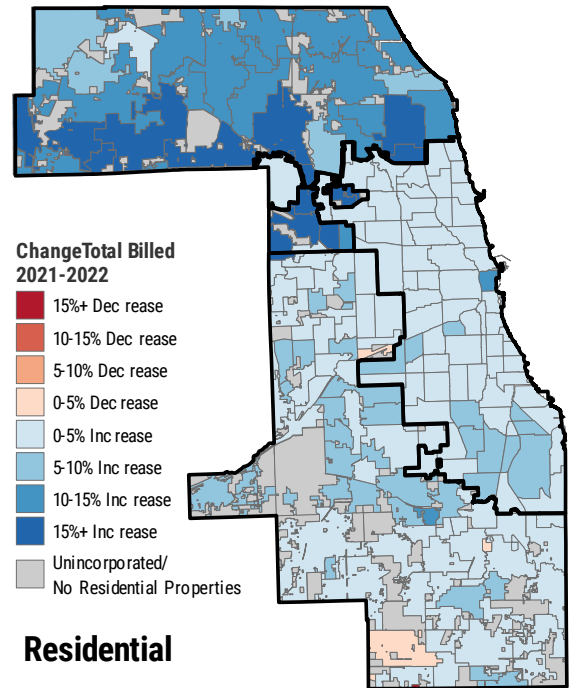 ChangeTotal Billed
2021-2022
15%+ Dec rease
10-15% Dec rease
5-10% Dec rease
0-5% Dec rease
0-5% Inc rease
5-10% Inc rease
10-15% Inc rease
15%+ Inc rease
Unincorporated/
No Residential Properties
Residential